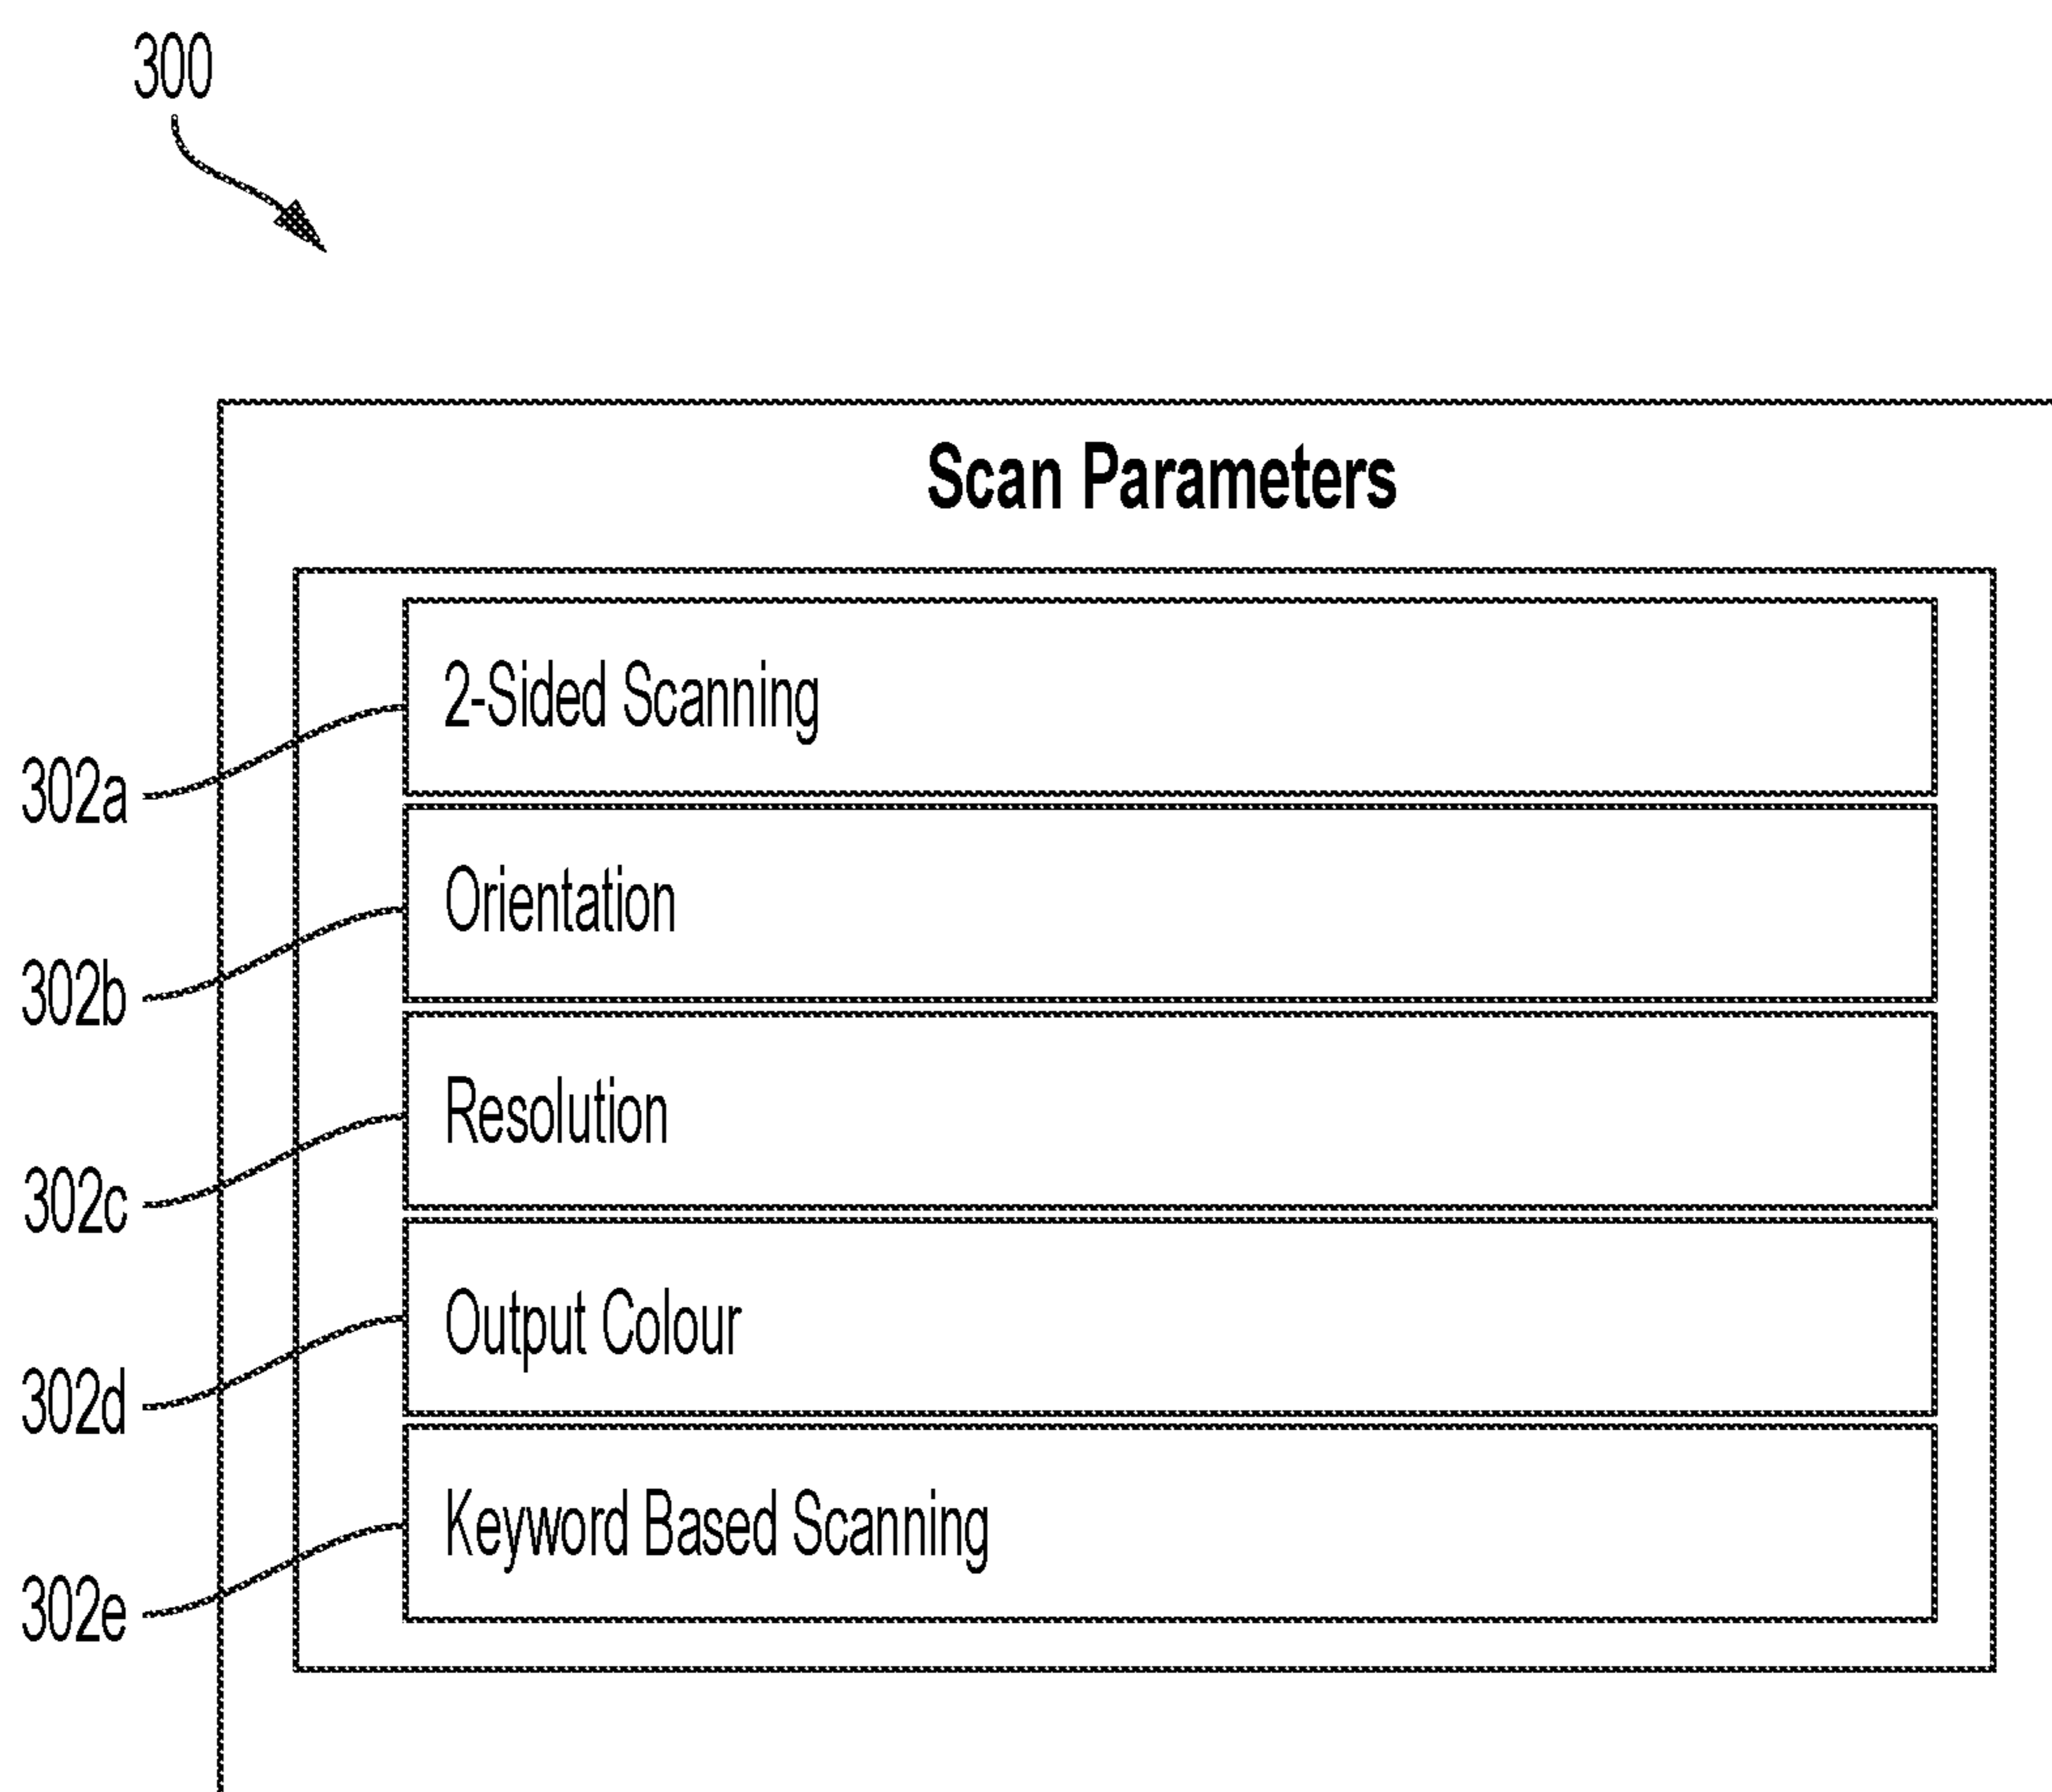 300
Scan Parameters
2-Sided Scanning
302a
Orientation
302b
Resolution
302c
Output Colour
302d
Keyword Based Scanning
302e